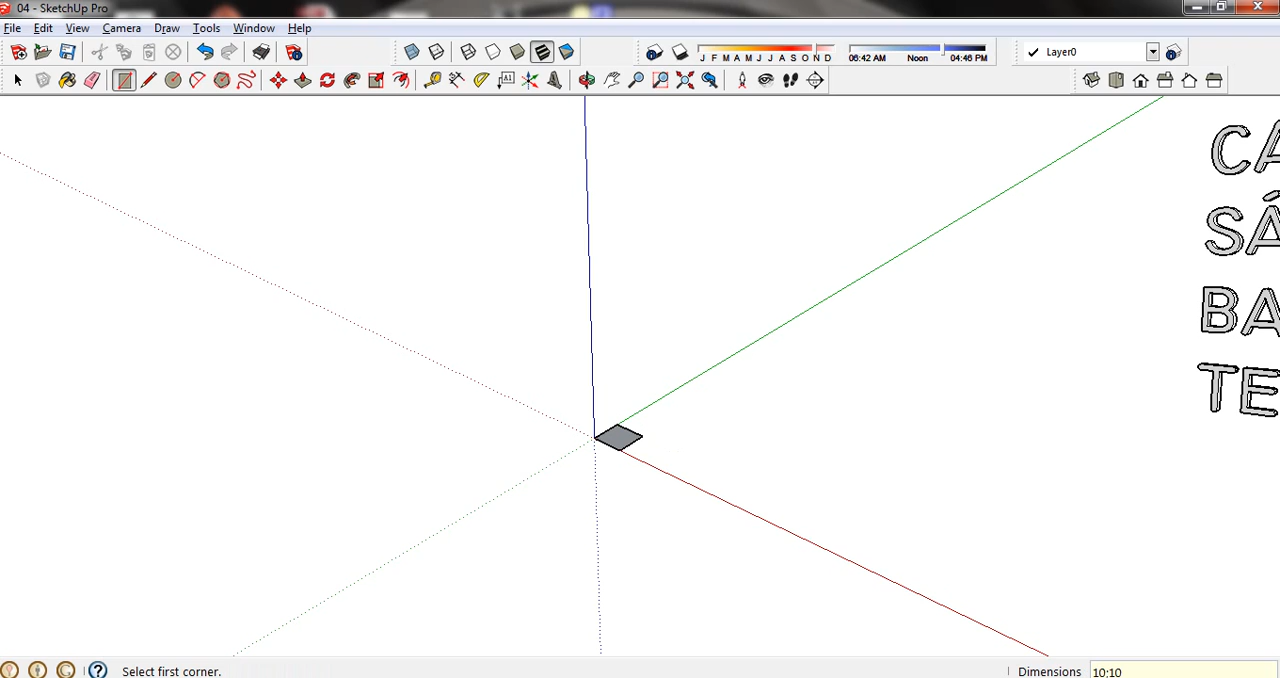 04 - SketchUp Pro
File Edit View Camera Draw Tools Window Help
J F M A M J J A S O N D
06:42 AM Noon 04:46 PM
Layer0
A1
CA
SÁ
BA
TE
Select first corner.
Dimensions 10;10